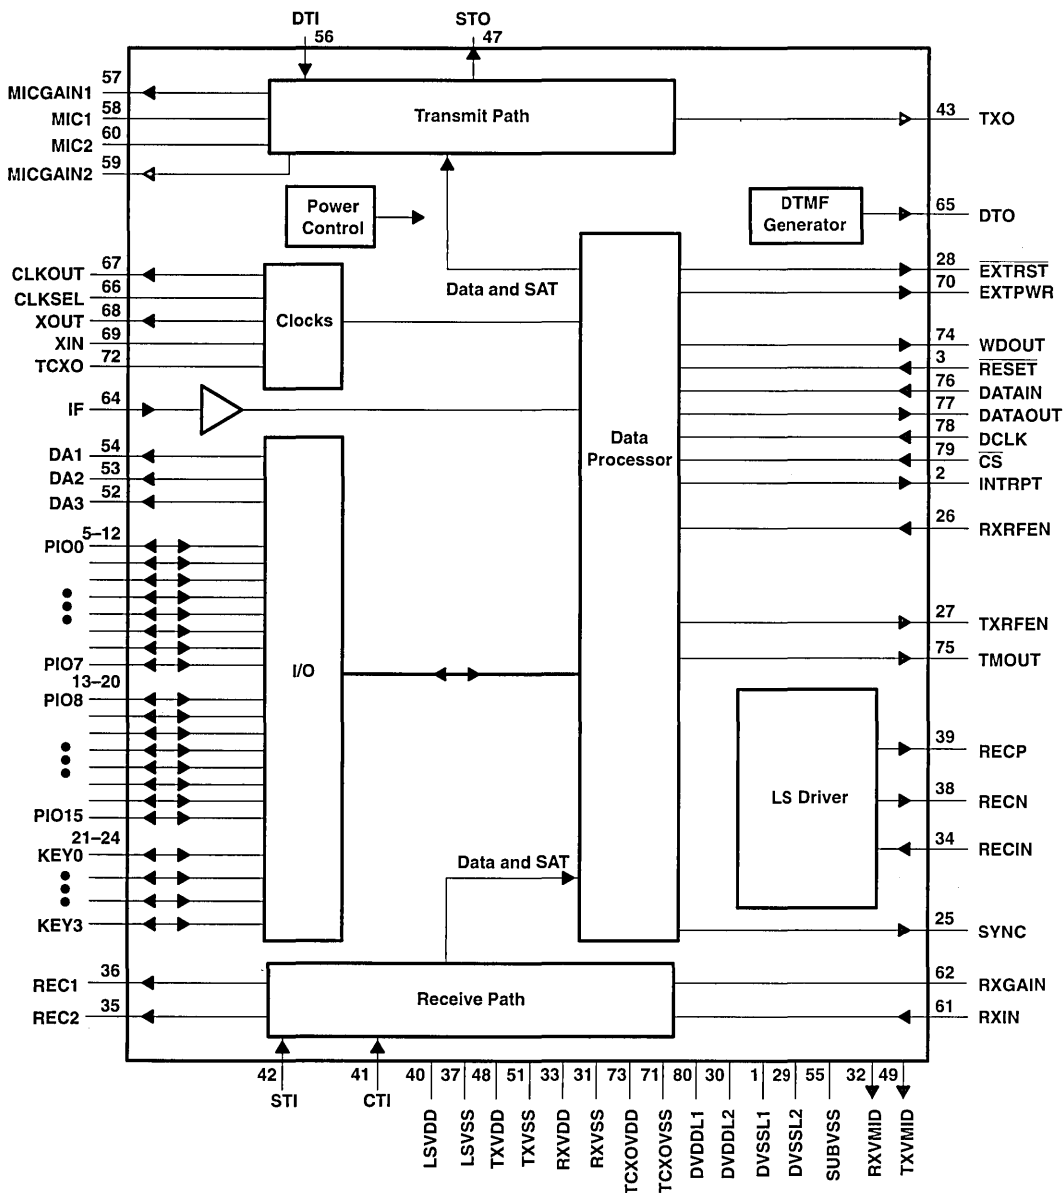 DTI
STO
56
47
57
MICGAIN1
58
MIC1
60
MIC2
59
MICGAIN2
Transmit Path
43
TXO
Power
Control
DTMF
Generator
65
DTO
67
CLKOUT
66
CLKSEL
68
XOUT
69
XIN
72
TCXO
Clocks
Data and SAT
28
EXTRST
70
EXTPWR
74
WDOUT
3
RESET
76
DATAIN
77
DATAOUT
78
DCLK
79
CS
2
INTRPT
26
RXRFEN
27
TXRFEN
75
TMOUT
64
IF
Data
Processor
54
DA1
53
DA2
52
DA3
5–12
PIO0
PIO7
13–20
PIO8
PIO15
21–24
KEY0
KEY3
I/O
LS Driver
39
RECP
38
RECN
34
RECIN
Data and SAT
25
SYNC
36
REC1
35
REC2
Receive Path
62
RXGAIN
61
RXIN
42
STI
41
CTI
40
LSVDD
37
LSVSS
48
TXVDD
51
TXVSS
33
RXVDD
31
RXVSS
73
TCXOVDD
71
TCXOVSS
80
DVDDL1
30
DVDDL2
1
DVSSL1
29
DVSSL2
55
SUBVSS
32
RXVMID
49
TXVMID